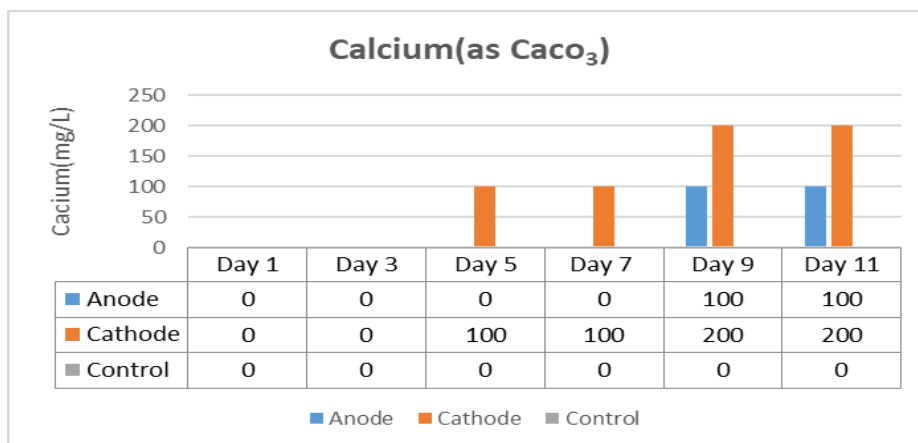 Calcium(as Caco₃)
Cacium(mg/L)
250
200
150
100
50
0
Day 1 Day 3 Day 5 Day 7 Day 9 Day 11
Anode 0 0 0 0 100 100
Cathode 0 0 100 100 200 200
Control 0 0 0 0 0 0
Anode Cathode Control